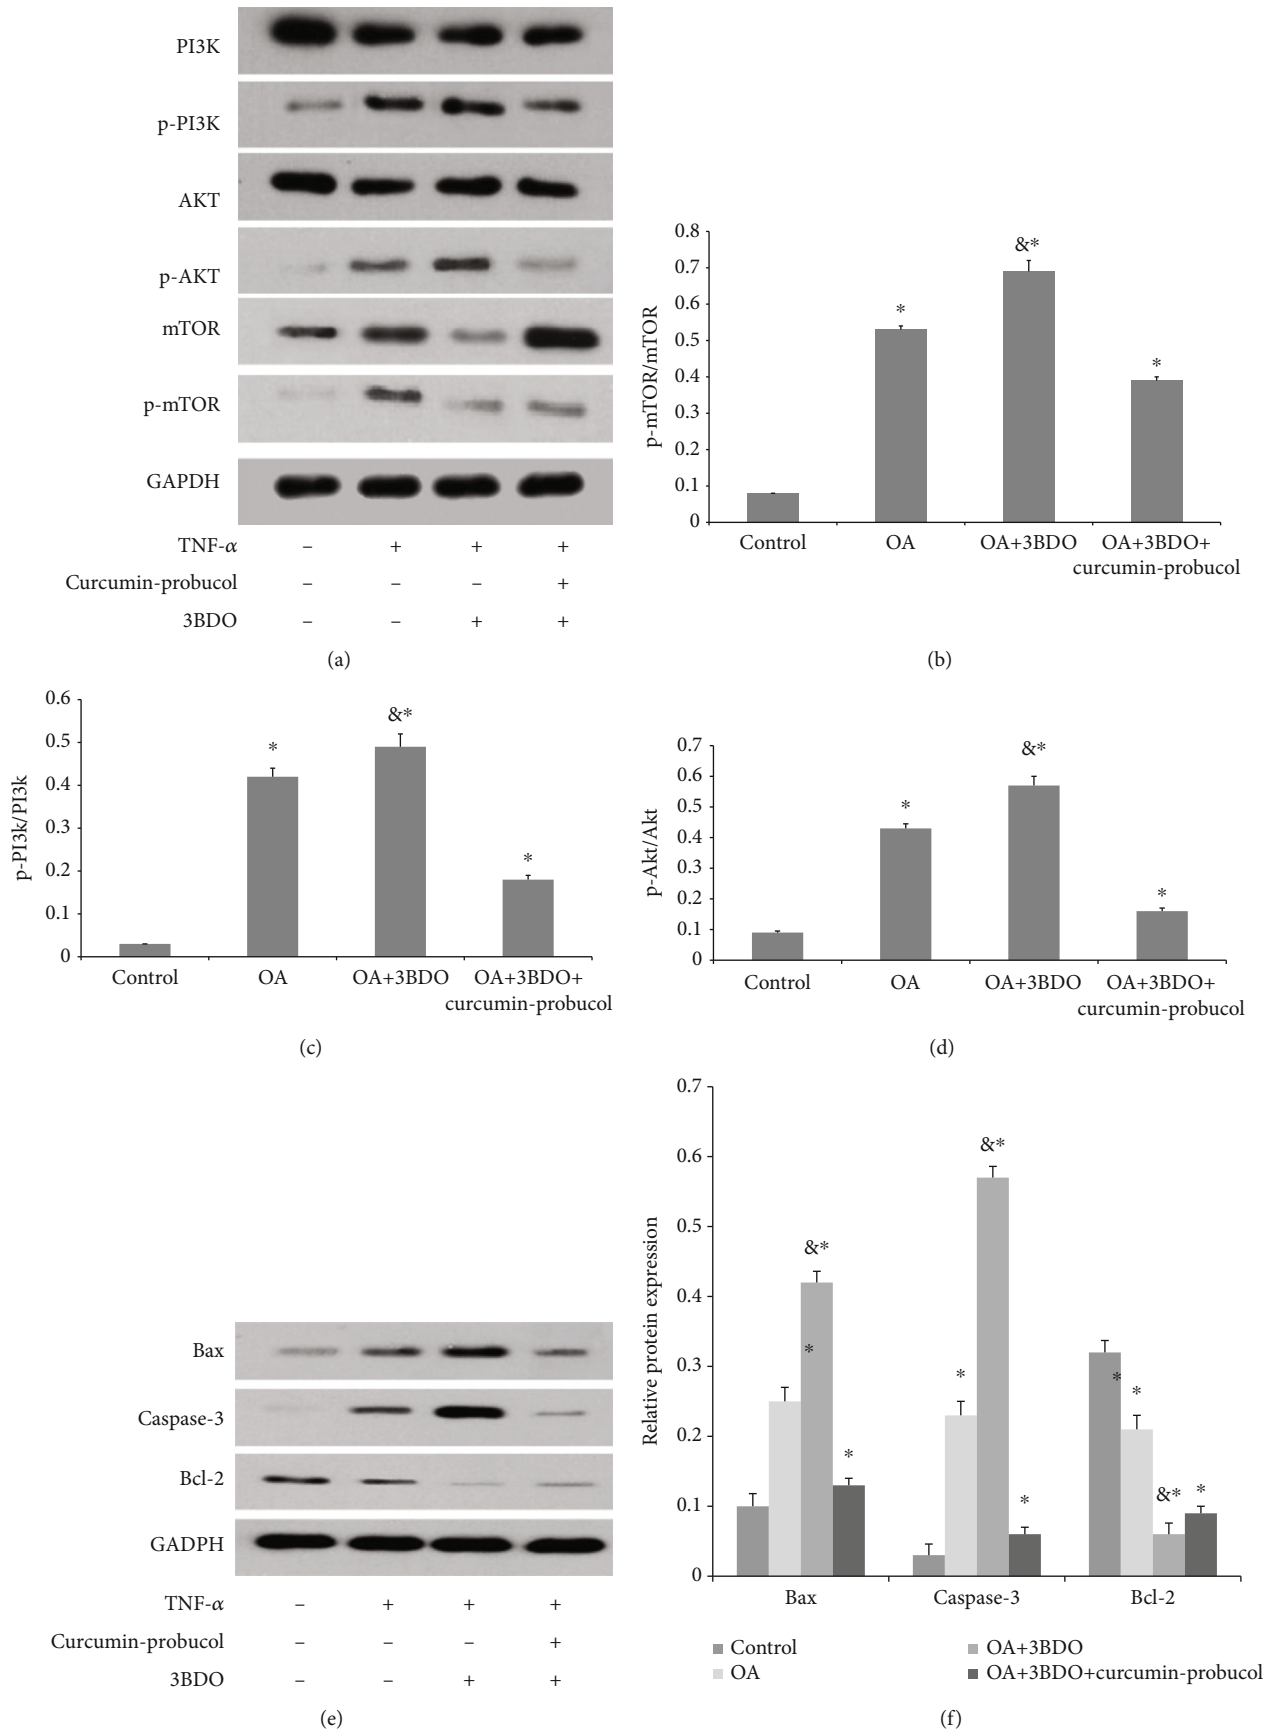 PI3K
p-PI3K
AKT
p-AKT
mTOR
p-mTOR
GAPDH
TNF-α – + + +
Curcumin-probucol – – – +
3BDO – – + +
(a)
0.8
0.7
0.6
0.5
0.4
0.3
0.2
0.1
0
p-mTOR/mTOR
*
&*
*
Control OA OA+3BDO OA+3BDO+
curcumin-probucol
(b)
0.6
0.5
0.4
0.3
0.2
0.1
0
p-PI3k/PI3k
*
&*
*
Control OA OA+3BDO OA+3BDO+
curcumin-probucol
(c)
0.7
0.6
0.5
0.4
0.3
0.2
0.1
0
p-Akt/Akt
*
&*
*
Control OA OA+3BDO OA+3BDO+
curcumin-probucol
(d)
Bax
Caspase-3
Bcl-2
GADPH
TNF-α – + + +
Curcumin-probucol – – – +
3BDO – – + +
(e)
0.7
0.6
0.5
0.4
0.3
0.2
0.1
0
Relative protein expression
&*
*
*
*
&*
*
*
*
&*
*
Bax Caspase-3 Bcl-2
Control OA+3BDO
OA OA+3BDO+curcumin-probucol
(f)